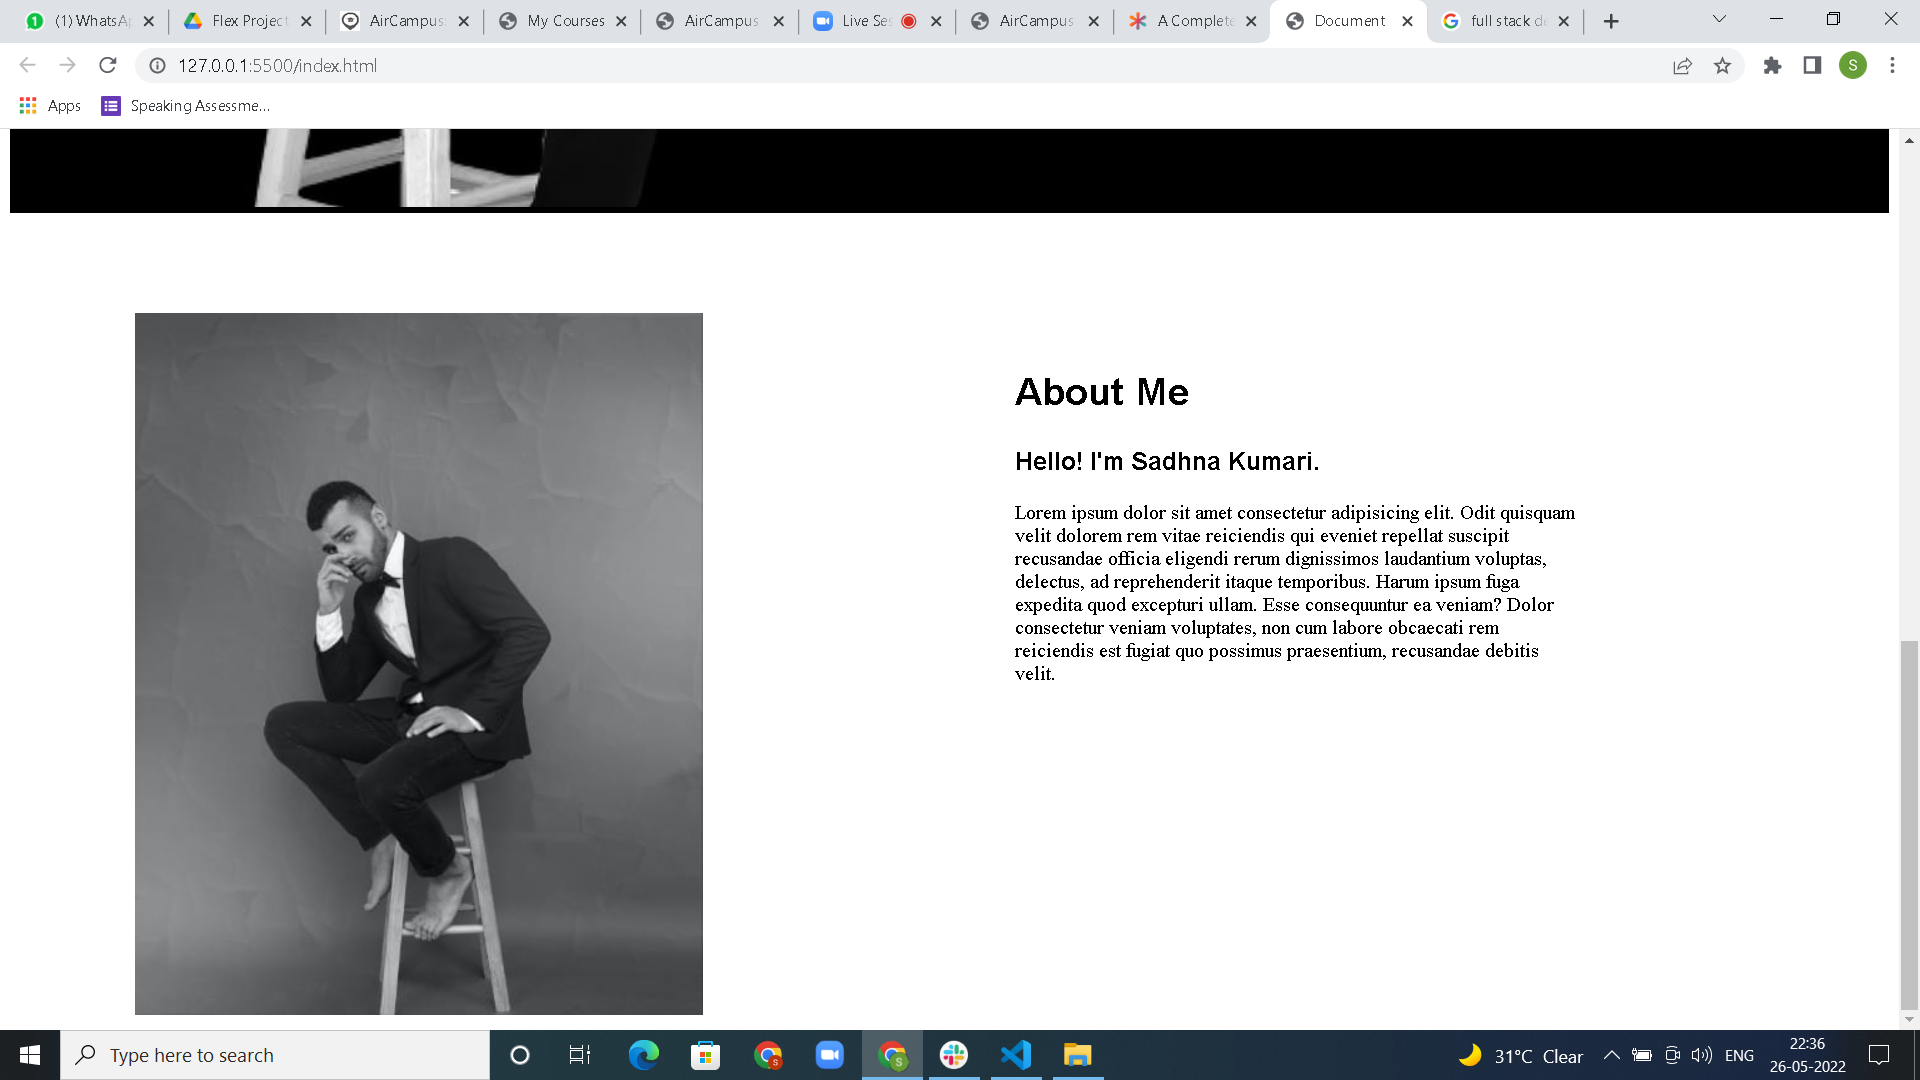 (1) WhatsAp
Flex Project
AirCampus:
My Courses
AirCampus
Live Ses
AirCampus
A Complete
Document
full stack de
127.0.0.1:5500/index.html
S
Apps
Speaking Assessme...
About Me
Hello! I'm Sadhna Kumari.
Lorem ipsum dolor sit amet consectetur adipisicing elit. Odit quisquam
velit dolorem rem vitae reiciendis qui eveniet repellat suscipit
recusandae officia eligendi rerum dignissimos laudantium voluptas,
delectus, ad reprehenderit itaque temporibus. Harum ipsum fuga
expedita quod excepturi ullam. Esse consequuntur ea veniam? Dolor
consectetur veniam voluptates, non cum labore obcaecati rem
reiciendis est fugiat quo possimus praesentium, recusandae debitis
velit.
Type here to search
31°C Clear
ENG
22:36
26-05-2022